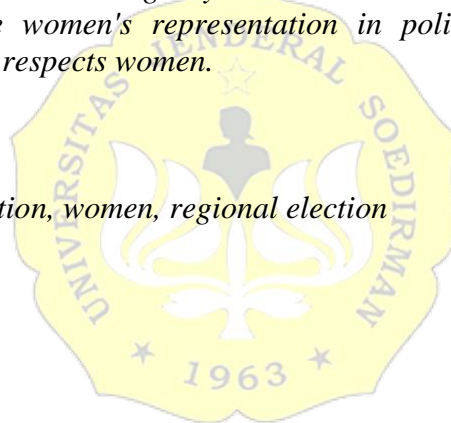 women's representation in poli
respects women.
tion, women, regional election
UNIVERSITAS JENDERAL SOEDIRMAN
1963